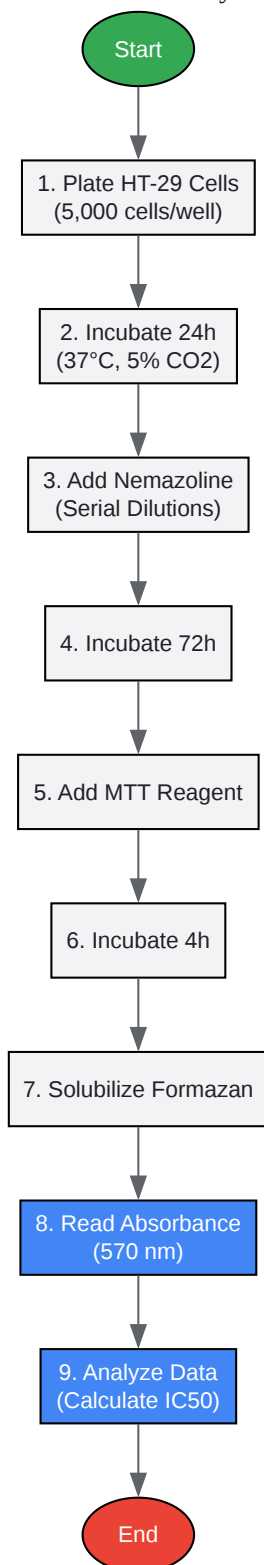 Start
1. Plate HT-29 Cells
(5,000 cells/well)
2. Incubate 24h
(37°C, 5% CO2)
3. Add Nemazoline
(Serial Dilutions)
4. Incubate 72h
5. Add MTT Reagent
6. Incubate 4h
7. Solubilize Formazan
8. Read Absorbance
(570 nm)
9. Analyze Data
(Calculate IC50)
End